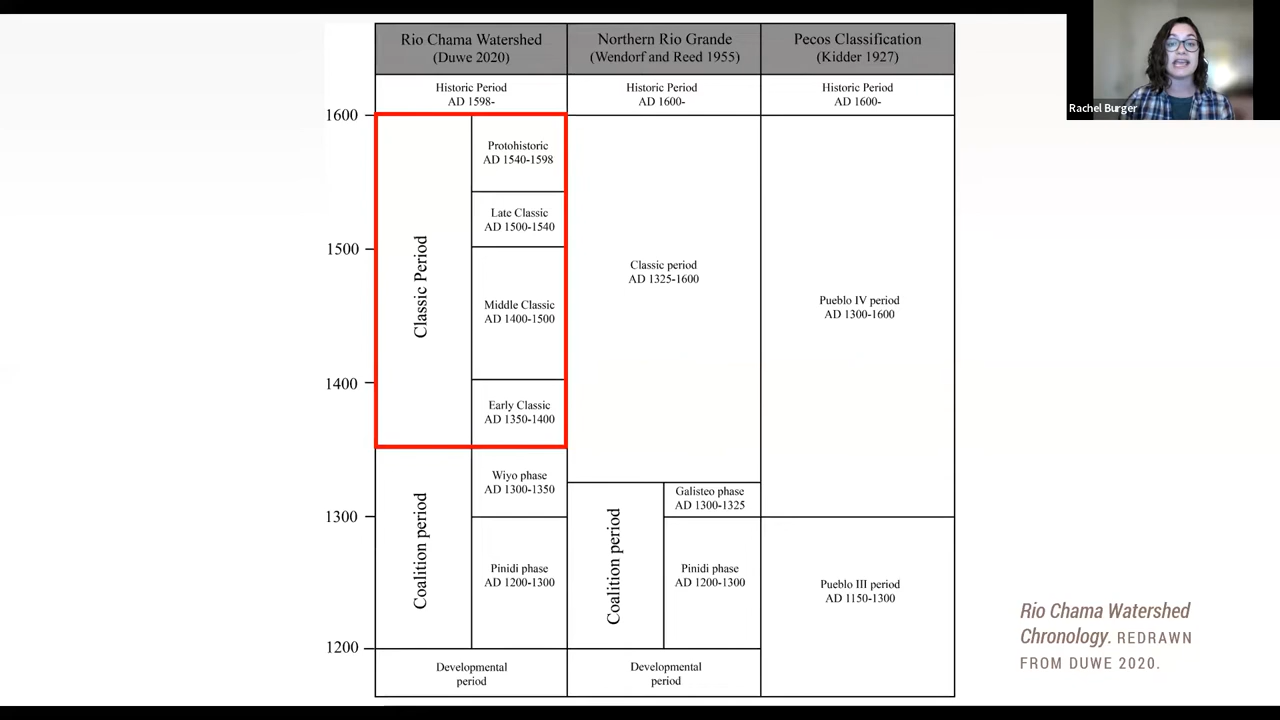 Rio Chama Watershed
(Duwe 2020)
Northern Rio Grande
(Wendorf and Reed 1955)
Pecos Classification
(Kidder 1927)
Historic Period
AD 1598-
Historic Period
AD 1600-
Historic Period
AD 1600-
Rachel Burger
1600
1500
1400
1300
1200
Classic Period
Protohistoric
AD 1540-1598
Late Classic
AD 1500-1540
Middle Classic
AD 1400-1500
Early Classic
AD 1350-1400
Coalition period
Wiyo phase
AD 1300-1350
Pinidi phase
AD 1200-1300
Developmental
period
Classic period
AD 1325-1600
Coalition period
Galisteo phase
AD 1300-1325
Pinidi phase
AD 1200-1300
Developmental
period
Pueblo IV period
AD 1300-1600
Pueblo III period
AD 1150-1300
Rio Chama Watershed
Chronology. REDRAWN
FROM DUWE 2020.